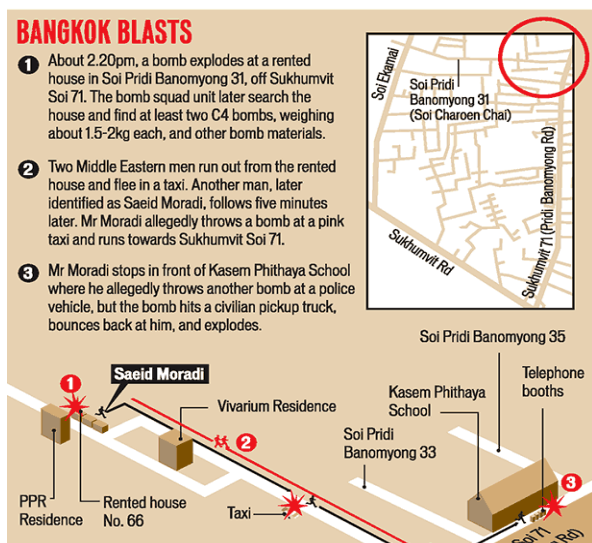 BANGKOK BLASTS
1
About 2.20pm, a bomb explodes at a rented
house in Soi Pridi Banomyong 31, off Sukhumvit
Soi 71. The bomb squad unit later search the
house and find at least two C4 bombs, weighing
about 1.5-2kg each, and other bomb materials.
2
Two Middle Eastern men run out from the rented
house and flee in a taxi. Another man, later
identified as Saeid Moradi, follows five minutes
later. Mr Moradi allegedly throws a bomb at a pink
taxi and runs towards Sukhumvit Soi 71.
3
Mr Moradi stops in front of Kasem Phithaya School
where he allegedly throws another bomb at a police
vehicle, but the bomb hits a civilian pickup truck,
bounces back at him, and explodes.
Soi Ekamai
Soi Pridi
Banomyong 31
(Soi Charoen Chai)
Sukhumvit 71 (Pridi Banomyong Rd)
Sukhumvit Rd
Soi Pridi Banomyong 35
1
Saeid Moradi
Vivarium Residence
2
Kasem Phithaya
School
Telephone
booths
Soi Pridi
Banomyong 33
3
PPR
Residence
Rented house
No. 66
Taxi
Soi 71
i Banomyong Rd)